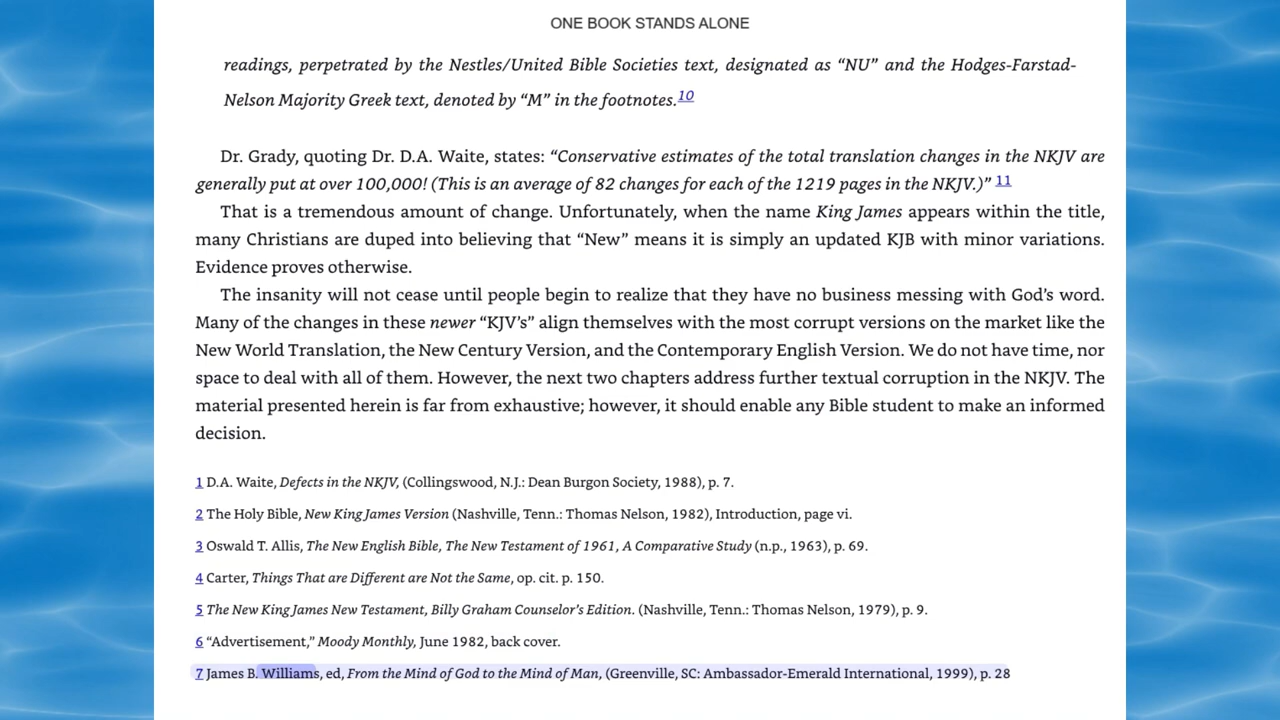 ONE BOOK STANDS ALONE
readings, perpetrated by the Nestles/United Bible Societies text, designated as “NU” and the Hodges-Farstad-
Nelson Majority Greek text, denoted by “M” in the footnotes.10
Dr. Grady, quoting Dr. D.A. Waite, states: “Conservative estimates of the total translation changes in the NKJV are
generally put at over 100,000! (This is an average of 82 changes for each of the 1219 pages in the NKJV.)” 11
That is a tremendous amount of change. Unfortunately, when the name King James appears within the title,
many Christians are duped into believing that “New” means it is simply an updated KJB with minor variations.
Evidence proves otherwise.
The insanity will not cease until people begin to realize that they have no business messing with God’s word.
Many of the changes in these newer “KJV’s” align themselves with the most corrupt versions on the market like the
New World Translation, the New Century Version, and the Contemporary English Version. We do not have time, nor
space to deal with all of them. However, the next two chapters address further textual corruption in the NKJV. The
material presented herein is far from exhaustive; however, it should enable any Bible student to make an informed
decision.
1 D.A. Waite, Defects in the NKJV, (Collingswood, N.J.: Dean Burgon Society, 1988), p. 7.
2 The Holy Bible, New King James Version (Nashville, Tenn.: Thomas Nelson, 1982), Introduction, page vi.
3 Oswald T. Allis, The New English Bible, The New Testament of 1961, A Comparative Study (n.p., 1963), p. 69.
4 Carter, Things That are Different are Not the Same, op. cit. p. 150.
5 The New King James New Testament, Billy Graham Counselor’s Edition. (Nashville, Tenn.: Thomas Nelson, 1979), p. 9.
6 “Advertisement,” Moody Monthly, June 1982, back cover.
7 James B. Williams, ed, From the Mind of God to the Mind of Man, (Greenville, SC: Ambassador-Emerald International, 1999), p. 28